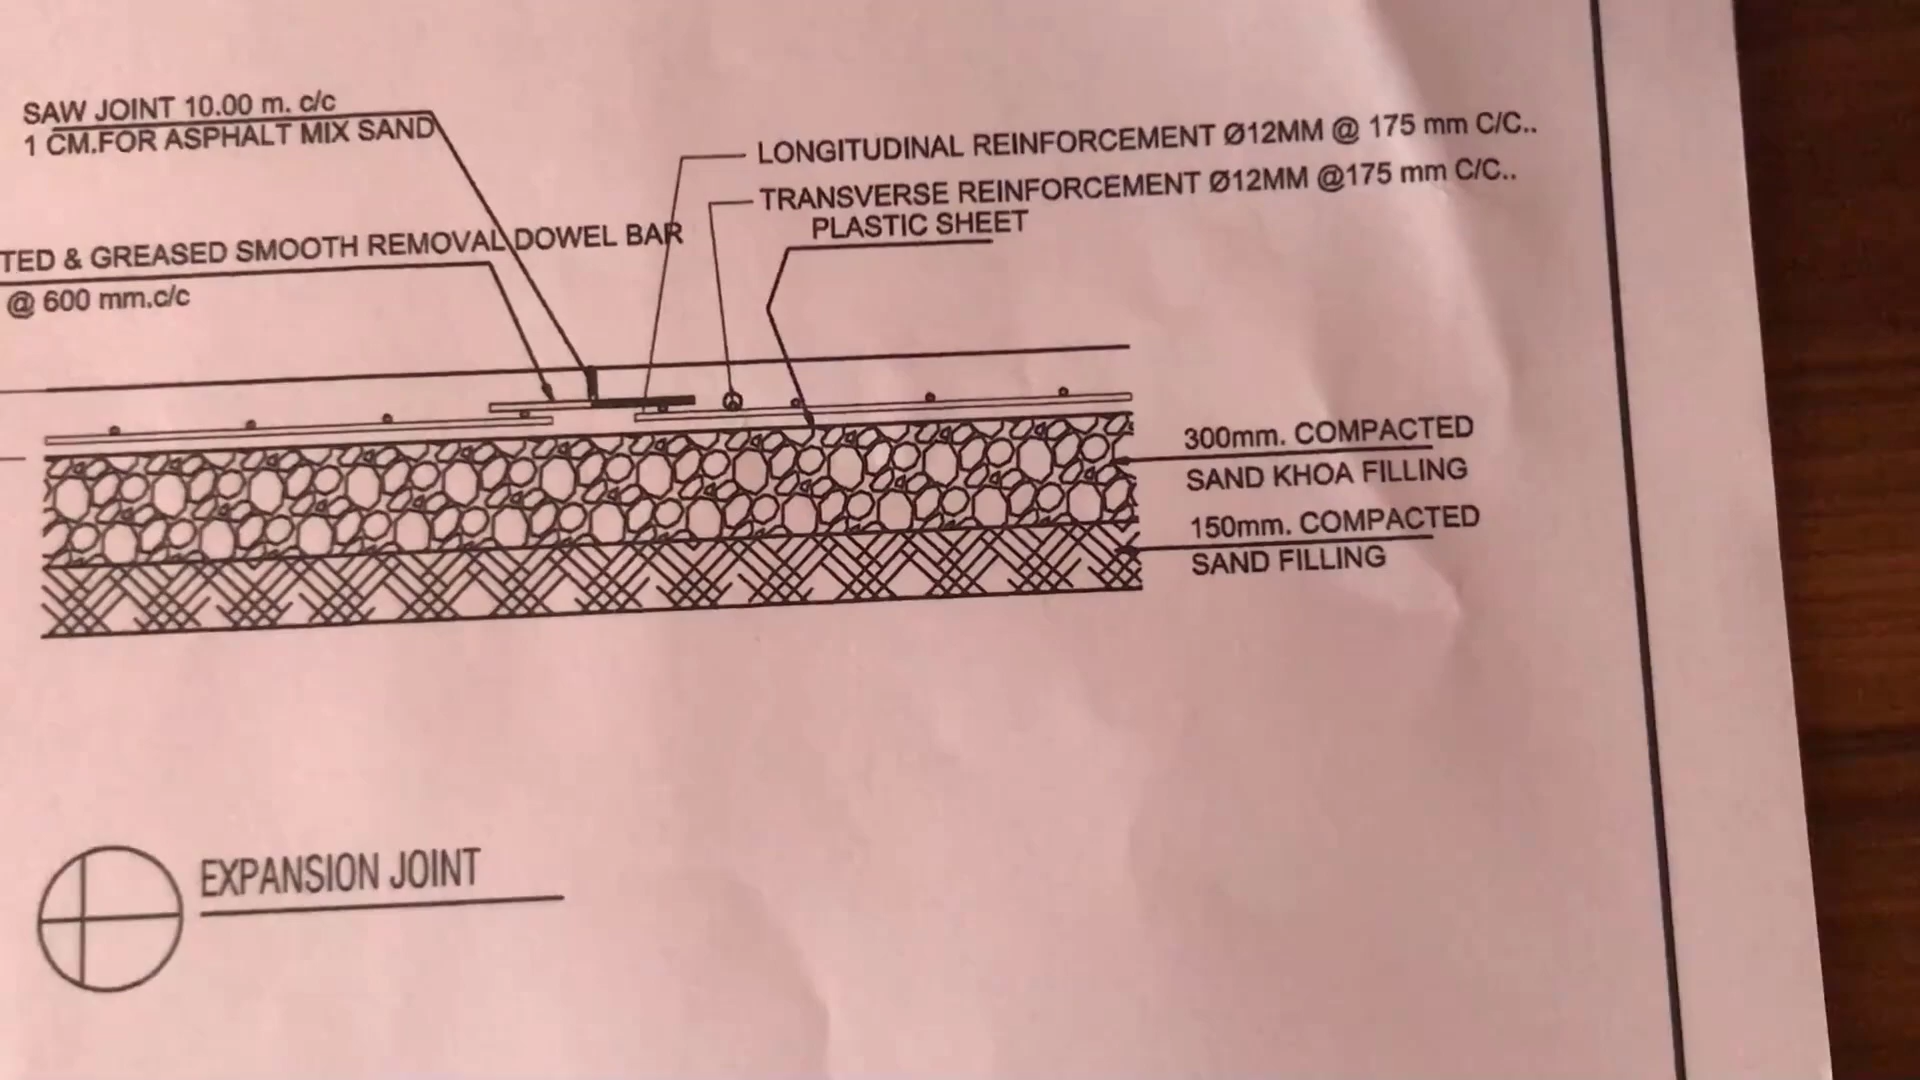 SAW JOINT 10.00 m. c/c
1 CM.FOR ASPHALT MIX SAND
LONGITUDINAL REINFORCEMENT Ø12MM @ 175 mm C/C..
TRANSVERSE REINFORCEMENT Ø12MM @175 mm C/C..
PLASTIC SHEET
TED & GREASED SMOOTH REMOVAL DOWEL BAR
@ 600 mm.c/c
300mm. COMPACTED
SAND KHOA FILLING
150mm. COMPACTED
SAND FILLING
EXPANSION JOINT